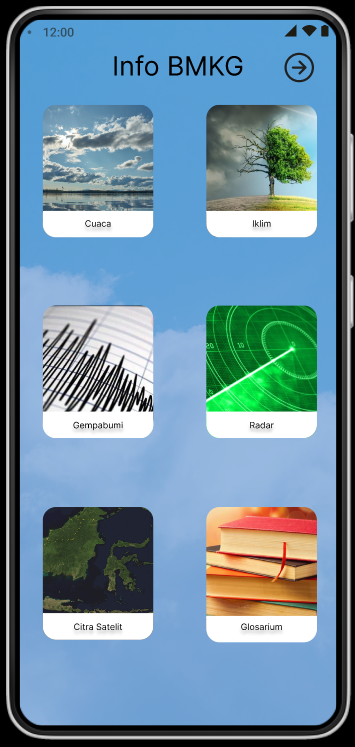 12:00
Info BMKG
Cuaca
Iklim
Gempabumi
Radar
Citra Satelit
Glosarium